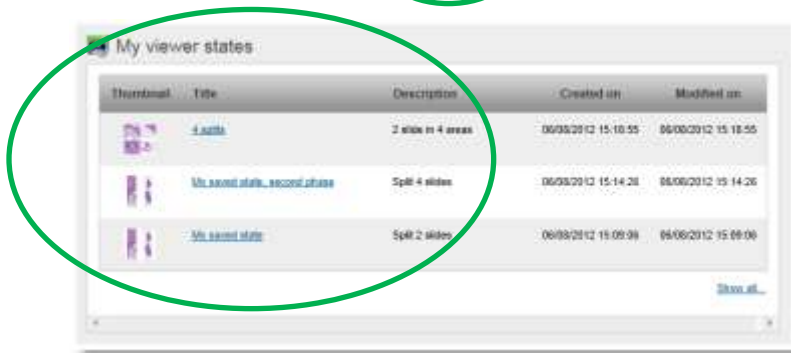 My viewer states
Thumbnail Title Description Created on Modified on
4 splits 2 slide in 4 areas 06/08/2012 15:18:55 06/08/2012 15:18:55
My saved state, second phase Split 4 slides 06/08/2012 15:14:26 06/08/2012 15:14:26
My saved state Split 2 slides 06/08/2012 15:09:06 06/08/2012 15:09:06
Show all...